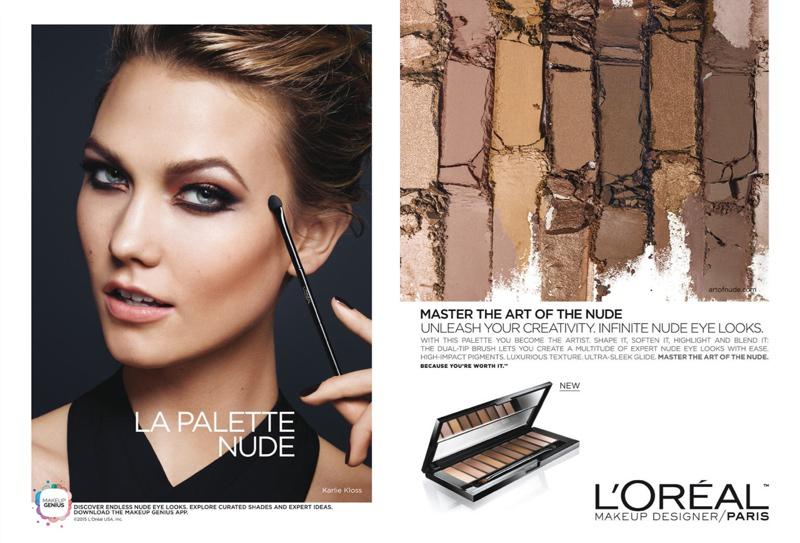 LA PALETTE
NUDE
Karlie Kloss
MAKEUP
GENIUS
DISCOVER ENDLESS NUDE EYE LOOKS. EXPLORE CURATED SHADES AND EXPERT IDEAS.
DOWNLOAD THE MAKEUP GENIUS APP.
©2015 L'Oréal USA, Inc.
artofnude.com
MASTER THE ART OF THE NUDE
UNLEASH YOUR CREATIVITY. INFINITE NUDE EYE LOOKS.
WITH THIS PALETTE YOU BECOME THE ARTIST. SHAPE IT, SOFTEN IT, HIGHLIGHT AND BLEND IT:
THE DUAL-TIP BRUSH LETS YOU CREATE A MULTITUDE OF EXPERT NUDE EYE LOOKS WITH EASE.
HIGH-IMPACT PIGMENTS. LUXURIOUS TEXTURE. ULTRA-SLEEK GLIDE. MASTER THE ART OF THE NUDE.
BECAUSE YOU'RE WORTH IT.™
NEW
L'ORÉAL™
MAKEUP DESIGNER/PARIS